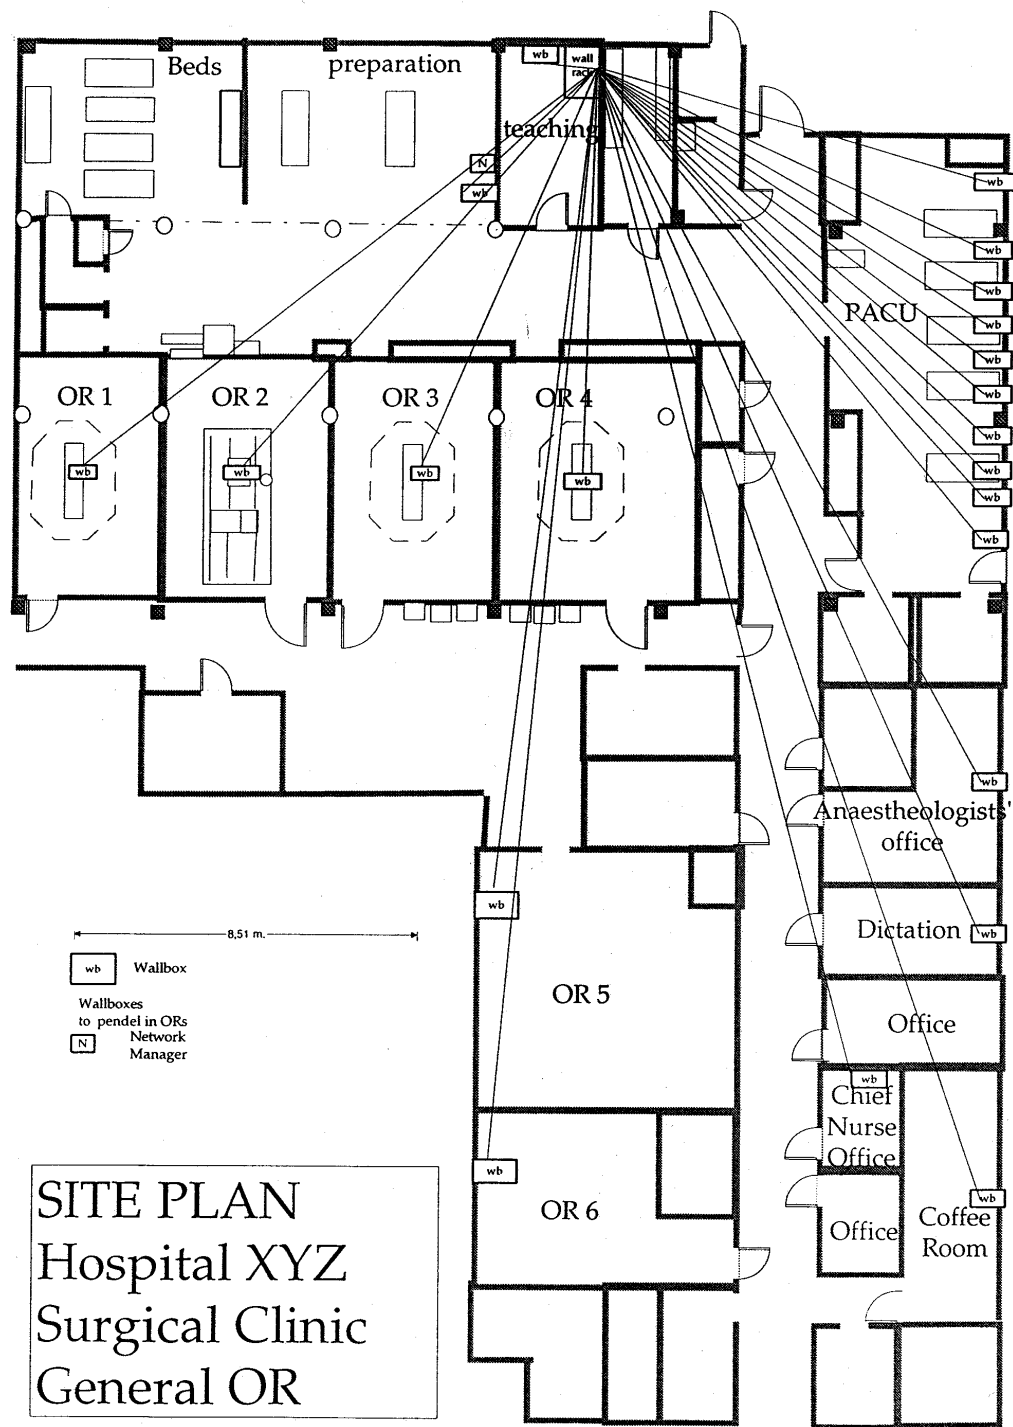 wb
wall
rack
Beds
preparation
teaching
N
wb
wb
wb
wb
wb
PACU
wb
wb
wb
OR 1
OR 2
OR 3
OR 4
wb
wb
wb
wb
wb
wb
wb
wb
wb
wb
Anaestheologists'
office
wb
Dictation
wb
8,51 m.
wb
Wallbox
Wallboxes
to pendel in ORs
N
Network
Manager
OR 5
Office
wb
Chief
Nurse
Office
wb
OR 6
Office
wb
Coffee
Room
SITE PLAN
Hospital XYZ
Surgical Clinic
General OR